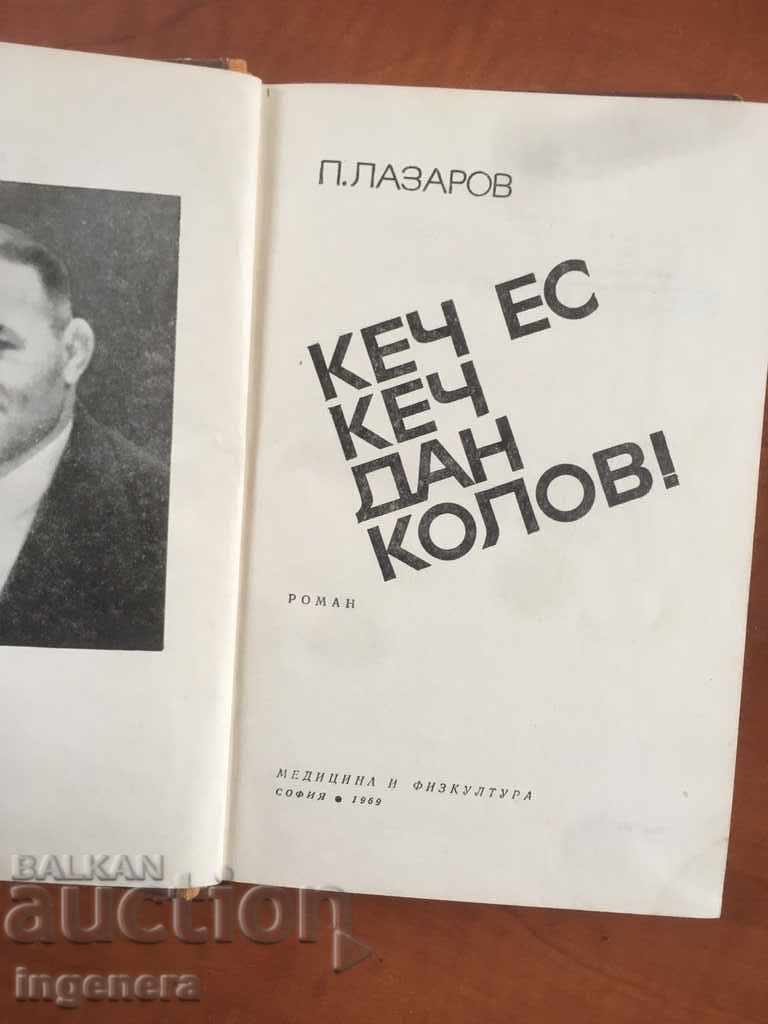 П. ЛАЗАРОВ
КЕЧ ЕС
КЕЧ
ДАН
КОЛОВ!
РОМАН
МЕДИЦИНА И ФИЗКУЛТУРА
СОФИЯ ● 1969
BALKAN
auction
ingenera